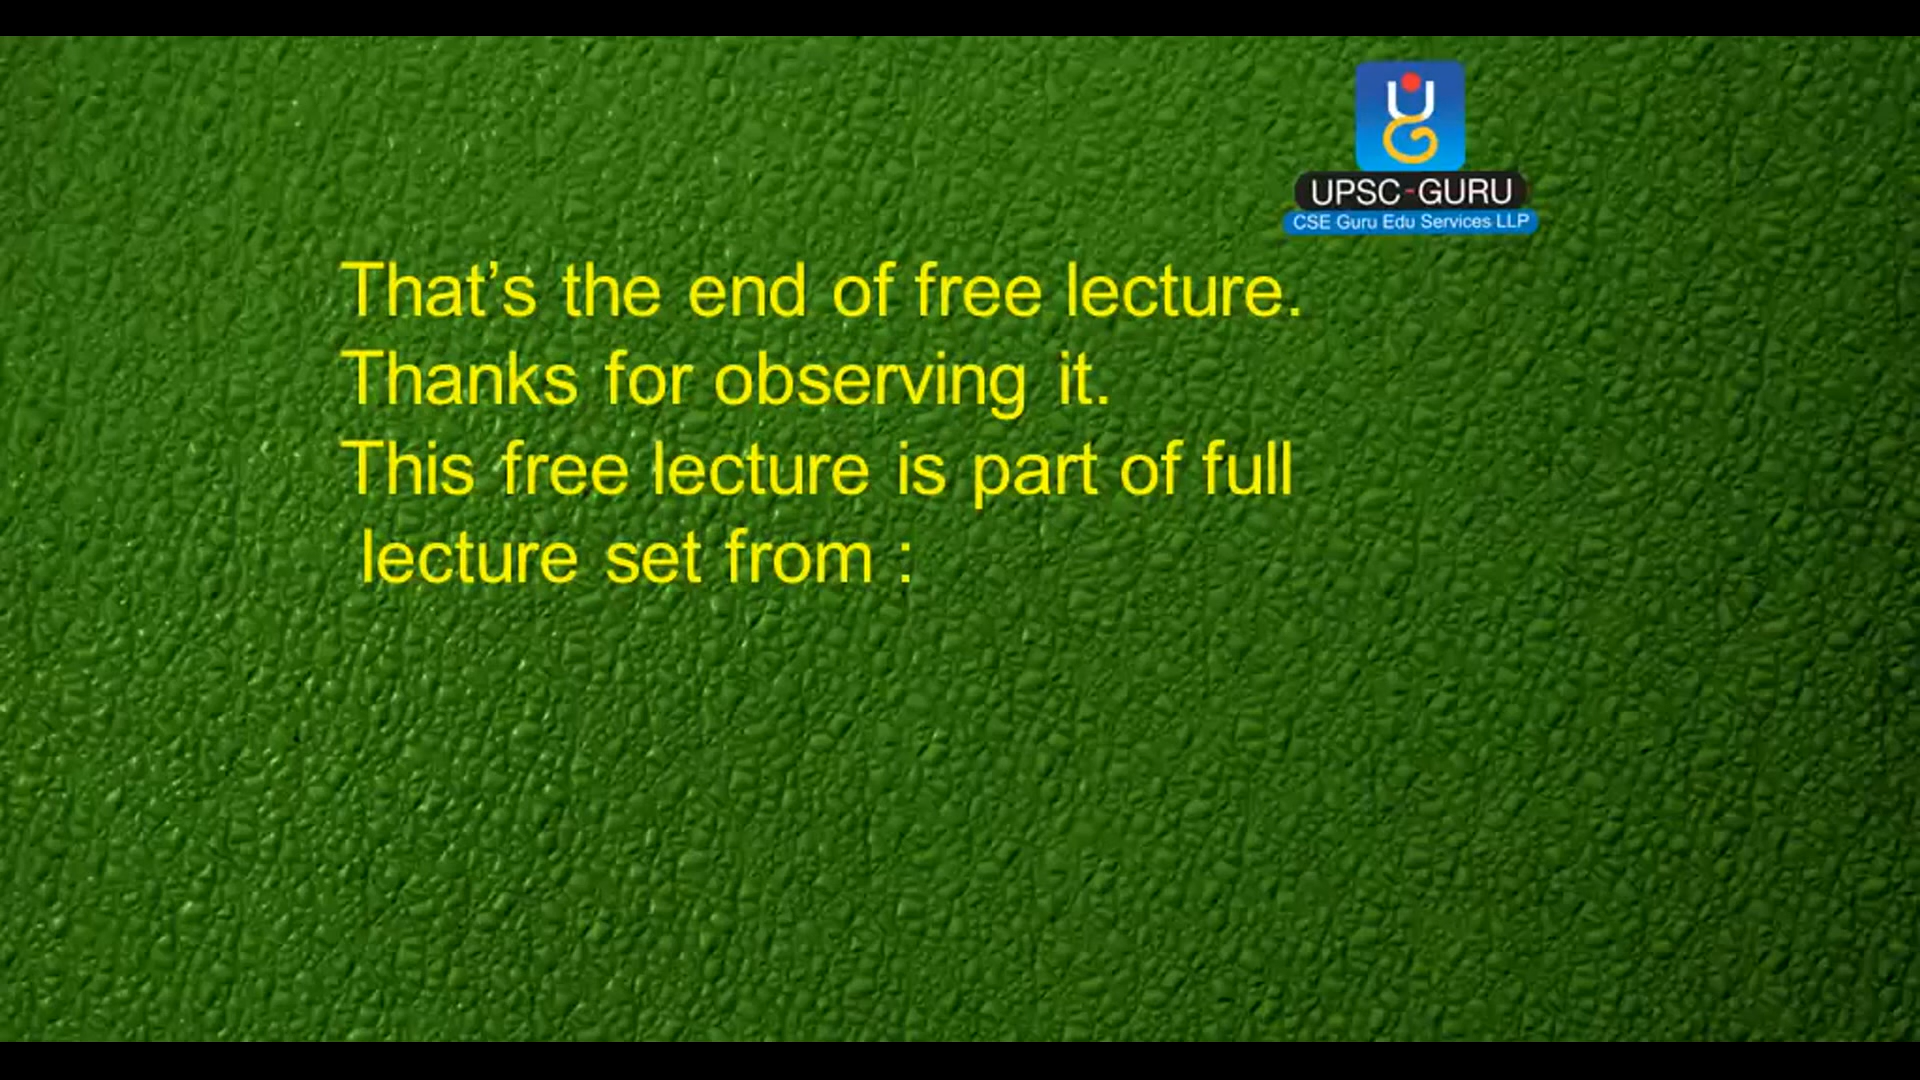 UG
UPSC-GURU
CSE Guru Edu Services LLP
That’s the end of free lecture.
Thanks for observing it.
This free lecture is part of full
lecture set from :